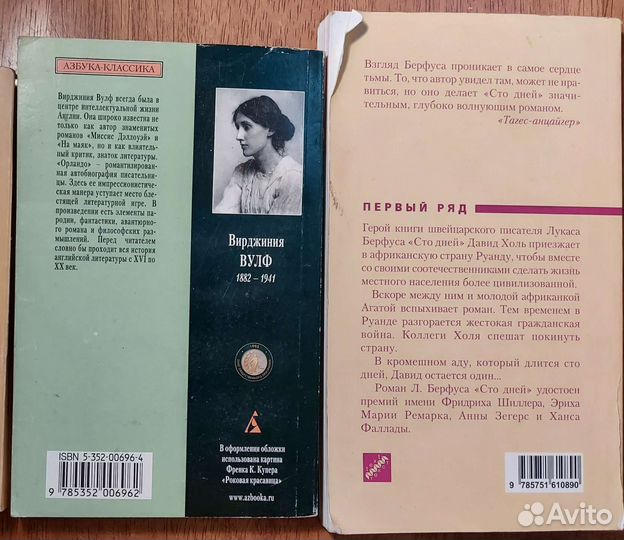 АЗБУКА-КЛАССИКА
Вирджиния Вулф всегда была в
центре интеллектуальной жизни
Англии. Она широко известна не
только как автор знаменитых
романов «Миссис Дэллоуэй» и
«На маяк», но и как влиятель-
ный критик, знаток литературы.
«Орландо» – романтизирован-
ная автобиография писательни-
цы. Здесь ее импрессионистичес-
кая манера уступает место блес-
тящей литературной игре. В
произведении есть элементы па-
родии, фантастики, авантюрно-
го романа и философских раз-
мышлений. Перед читателем
словно бы проходит вся история
английской литературы с XVI по
XX век.
Вирджиния
ВУЛФ
1882 – 1941
В оформлении обложки
использована картина
Френка К. Купера
«Роковая красавица»
www.azbooka.ru
ISBN 5-352-00696-4
9 785352 006962
Взгляд Берфуса проникает в самое сердце
тьмы. То, что автор увидел там, может не нра-
виться, но оно делает «Сто дней» значи-
тельным, глубоко волнующим романом.
«Тагес-анцайгер»
ПЕРВЫЙ РЯД
Герой книги швейцарского писателя Лукаса
Берфуса «Сто дней» Давид Холь приезжает
в африканскую страну Руанду, чтобы вместе
со своими соотечественниками сделать жизнь
местного населения более цивилизованной.
Вскоре между ним и молодой африканкой
Агатой вспыхивает роман. Тем временем в
Руанде разгорается жестокая гражданская
война. Коллеги Холя спешат покинуть
страну.
В кромешном аду, который длится сто
дней, Давид остается один...
Роман Л. Берфуса «Сто дней» удостоен
премий имени Фридриха Шиллера, Эриха
Марии Ремарка, Анны Зегерс и Ханса
Фаллады.
9 785751 610890
Avito